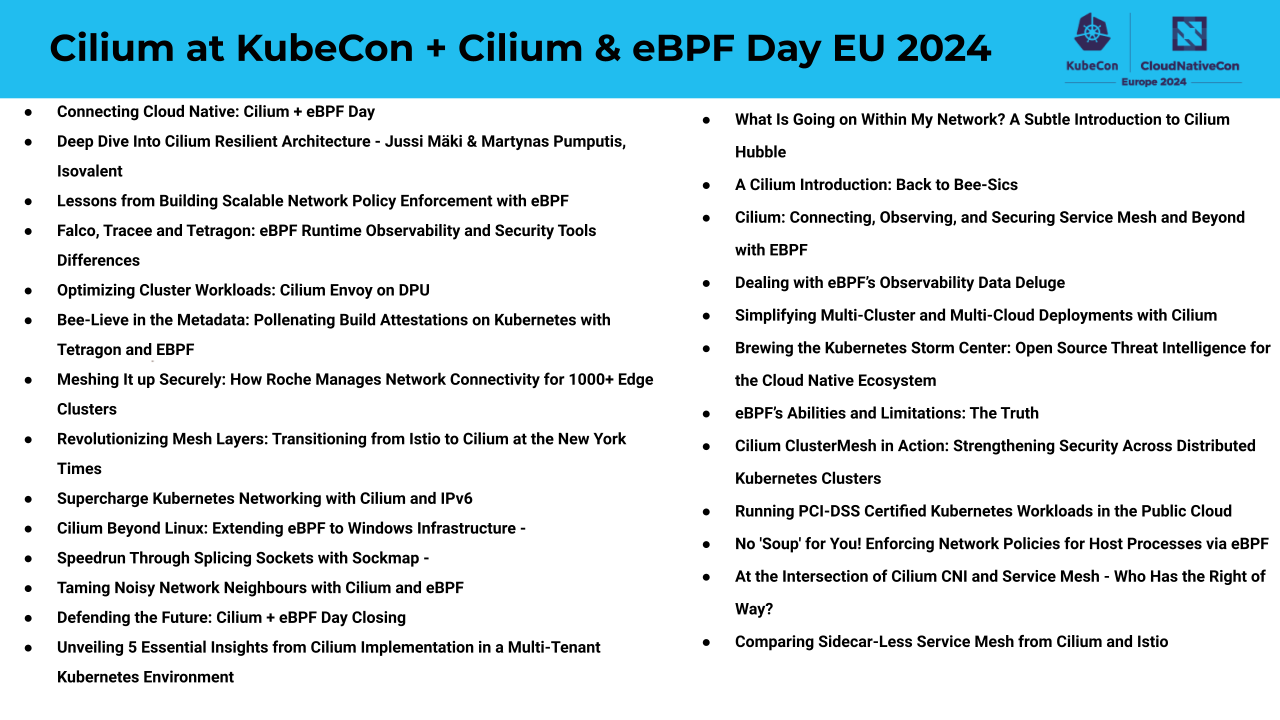 Cilium at KubeCon + Cilium & eBPF Day EU 2024
KubeCon
CloudNativeCon
Europe 2024
● Connecting Cloud Native: Cilium + eBPF Day
● Deep Dive Into Cilium Resilient Architecture - Jussi Mäki & Martynas Pumputis,
Isovalent
● Lessons from Building Scalable Network Policy Enforcement with eBPF
● Falco, Tracee and Tetragon: eBPF Runtime Observability and Security Tools
Differences
● Optimizing Cluster Workloads: Cilium Envoy on DPU
● Bee-Lieve in the Metadata: Pollenating Build Attestations on Kubernetes with
Tetragon and EBPF
● Meshing It up Securely: How Roche Manages Network Connectivity for 1000+ Edge
Clusters
● Revolutionizing Mesh Layers: Transitioning from Istio to Cilium at the New York
Times
● Supercharge Kubernetes Networking with Cilium and IPv6
● Cilium Beyond Linux: Extending eBPF to Windows Infrastructure -
● Speedrun Through Splicing Sockets with Sockmap -
● Taming Noisy Network Neighbours with Cilium and eBPF
● Defending the Future: Cilium + eBPF Day Closing
● Unveiling 5 Essential Insights from Cilium Implementation in a Multi-Tenant
Kubernetes Environment
● What Is Going on Within My Network? A Subtle Introduction to Cilium
Hubble
● A Cilium Introduction: Back to Bee-Sics
● Cilium: Connecting, Observing, and Securing Service Mesh and Beyond
with EBPF
● Dealing with eBPF’s Observability Data Deluge
● Simplifying Multi-Cluster and Multi-Cloud Deployments with Cilium
● Brewing the Kubernetes Storm Center: Open Source Threat Intelligence for
the Cloud Native Ecosystem
● eBPF’s Abilities and Limitations: The Truth
● Cilium ClusterMesh in Action: Strengthening Security Across Distributed
Kubernetes Clusters
● Running PCI-DSS Certified Kubernetes Workloads in the Public Cloud
● No 'Soup' for You! Enforcing Network Policies for Host Processes via eBPF
● At the Intersection of Cilium CNI and Service Mesh - Who Has the Right of
Way?
● Comparing Sidecar-Less Service Mesh from Cilium and Istio